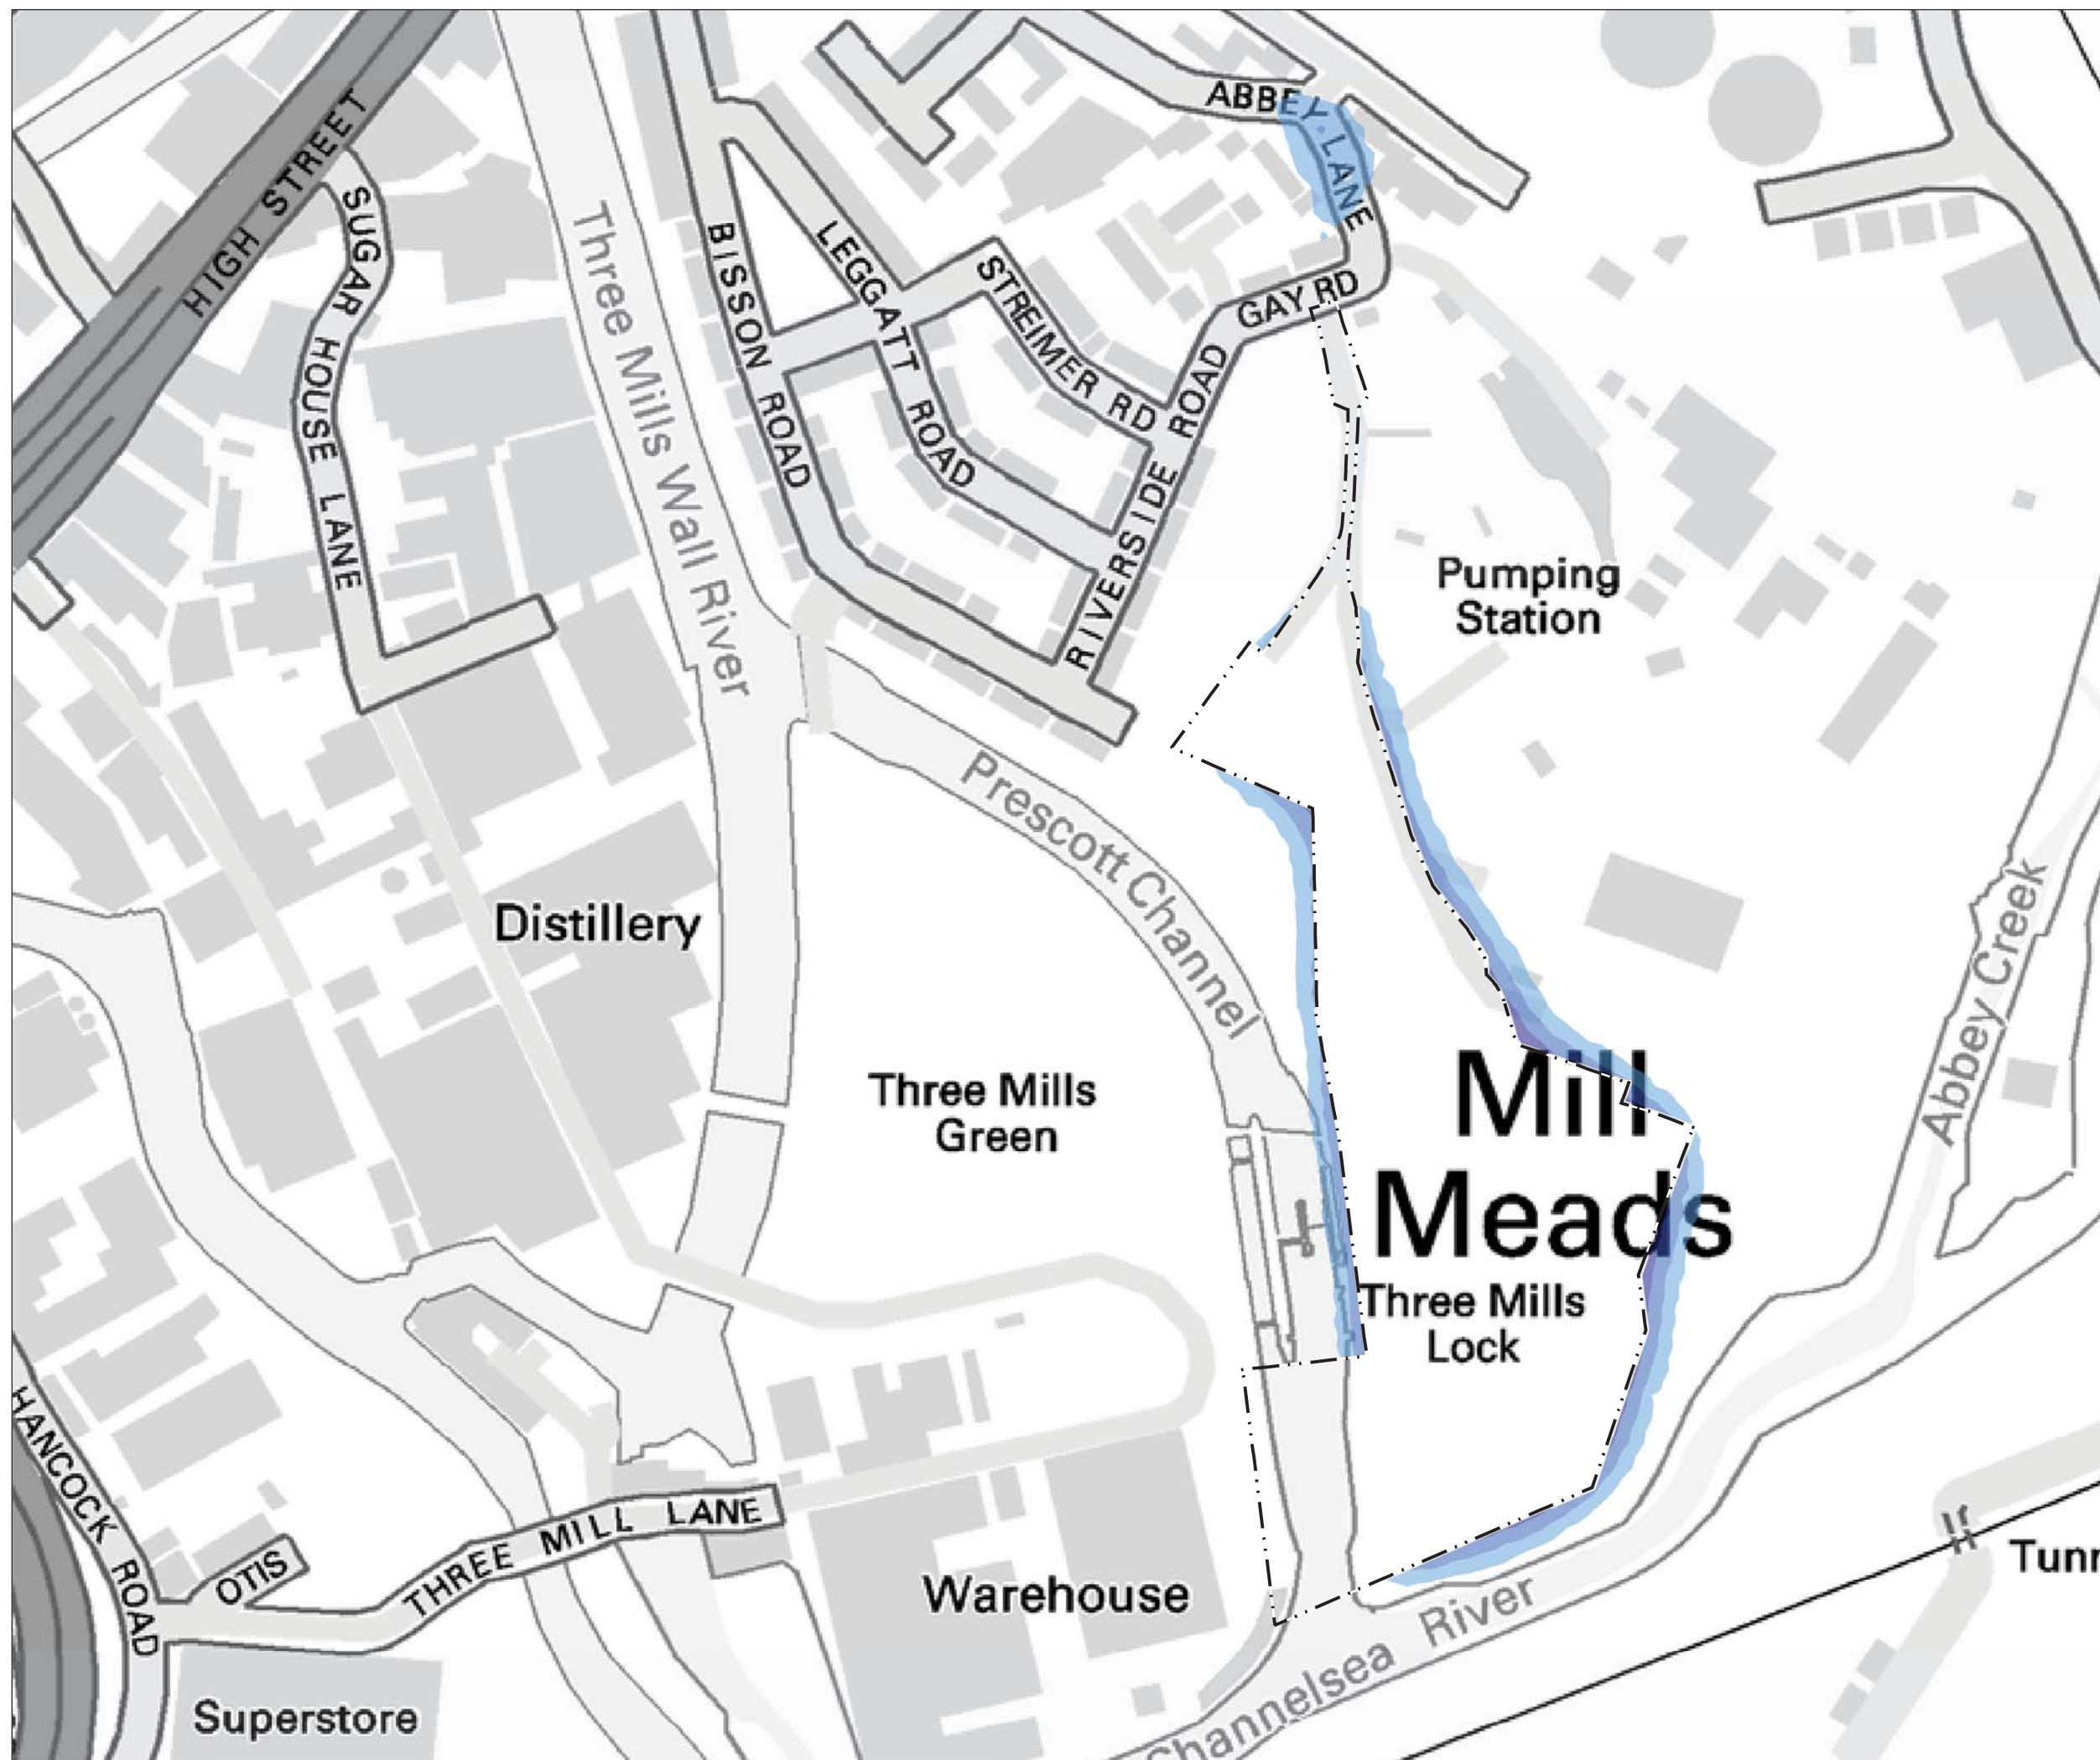 ABBEY LANE
HIGH STREET
SUGAR HOUSE LANE
Three Mills Wall River
BISSON ROAD
LEGGATT ROAD
STREIMER RD
GAY RD
RIVERSIDE ROAD
Pumping
Station
Prescott Channel
Distillery
Abbey Creek
Three Mills
Green
Mill
Meads
Three Mills
Lock
HANCOCK ROAD
OTIS
THREE MILL LANE
Warehouse
Superstore
Channelsea River